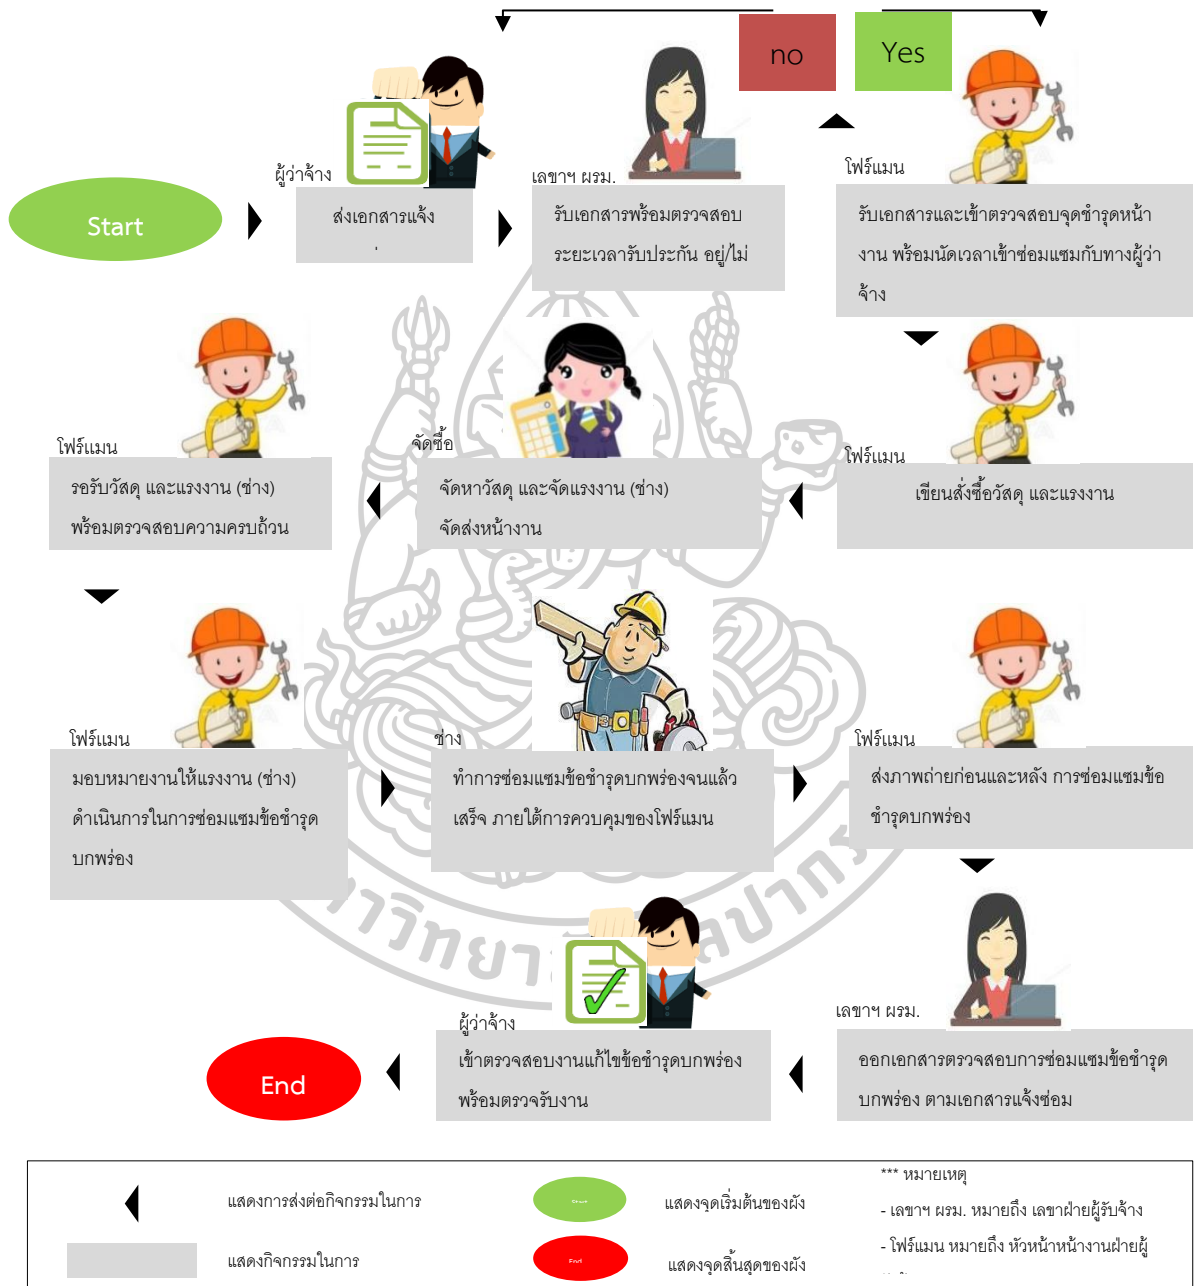 no
Yes
ผู้ว่าจ้าง
เลขาฯ ผรม.
โฟร์แมน
Start
ส่งเอกสารแจ้ง
รับเอกสารพร้อมตรวจสอบ
ระยะเวลารับประกัน อยู่/ไม่
รับเอกสารและเข้าตรวจสอบจุดชำรุดหน้า
งาน พร้อมนัดเวลาเข้าซ่อมแซมกับทางผู้ว่า
จ้าง
โฟร์แมน
เขียนสั่งซื้อวัสดุ และแรงงาน
จัดซื้อ
จัดหาวัสดุ และจัดแรงงาน (ช่าง)
จัดส่งหน้างาน
โฟร์แมน
รอรับวัสดุ และแรงงาน (ช่าง)
พร้อมตรวจสอบความครบถ้วน
โฟร์แมน
มอบหมายงานให้แรงงาน (ช่าง)
ดำเนินการในการซ่อมแซมข้อชำรุด
บกพร่อง
ช่าง
ทำการซ่อมแซมข้อชำรุดบกพร่องจนแล้ว
เสร็จ ภายใต้การควบคุมของโฟร์แมน
โฟร์แมน
ส่งภาพถ่ายก่อนและหลัง การซ่อมแซมข้อ
ชำรุดบกพร่อง
เลขาฯ ผรม.
ออกเอกสารตรวจสอบการซ่อมแซมข้อชำรุด
บกพร่อง ตามเอกสารแจ้งซ่อม
ผู้ว่าจ้าง
เข้าตรวจสอบงานแก้ไขข้อชำรุดบกพร่อง
พร้อมตรวจรับงาน
End
แสดงการส่งต่อกิจกรรมในการ
แสดงกิจกรรมในการ
Start
แสดงจุดเริ่มต้นของผัง
End
แสดงจุดสิ้นสุดของผัง
*** หมายเหตุ
- เลขาฯ ผรม. หมายถึง เลขาฝ่ายผู้รับจ้าง
- โฟร์แมน หมายถึง หัวหน้าหน้างานฝ่ายผู้